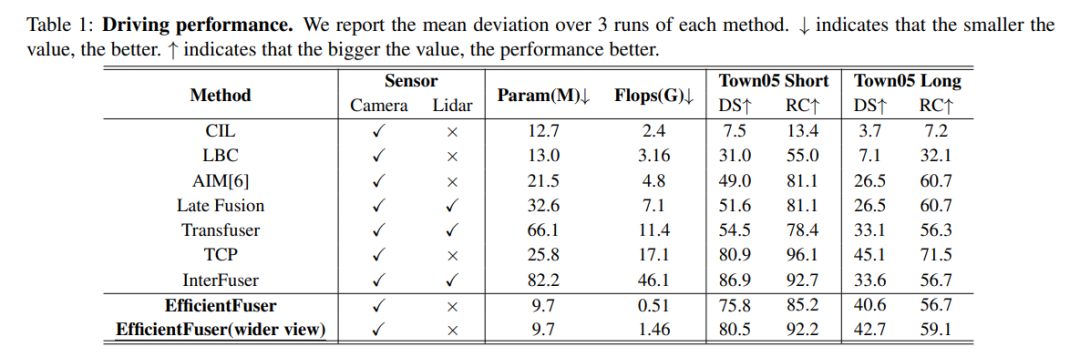 Table 1: Driving performance. We report the mean deviation over 3 runs of each method. ↓ indicates that the smaller the
value, the better. ↑ indicates that the bigger the value, the performance better.
Method Sensor Param(M)↓ Flops(G)↓ Town05 Short Town05 Long
Camera Lidar DS↑ RC↑ DS↑ RC↑
CIL ✓ × 12.7 2.4 7.5 13.4 3.7 7.2
LBC ✓ × 13.0 3.16 31.0 55.0 7.1 32.1
AIM[6] ✓ × 21.5 4.8 49.0 81.1 26.5 60.7
Late Fusion ✓ ✓ 32.6 7.1 51.6 81.1 26.5 60.7
Transfuser ✓ ✓ 66.1 11.4 54.5 78.4 33.1 56.3
TCP ✓ × 25.8 17.1 80.9 96.1 45.1 71.5
InterFuser ✓ ✓ 82.2 46.1 86.9 92.7 33.6 56.7
EfficientFuser ✓ × 9.7 0.51 75.8 85.2 40.6 56.7
EfficientFuser(wider view) ✓ × 9.7 1.46 80.5 92.2 42.7 59.1